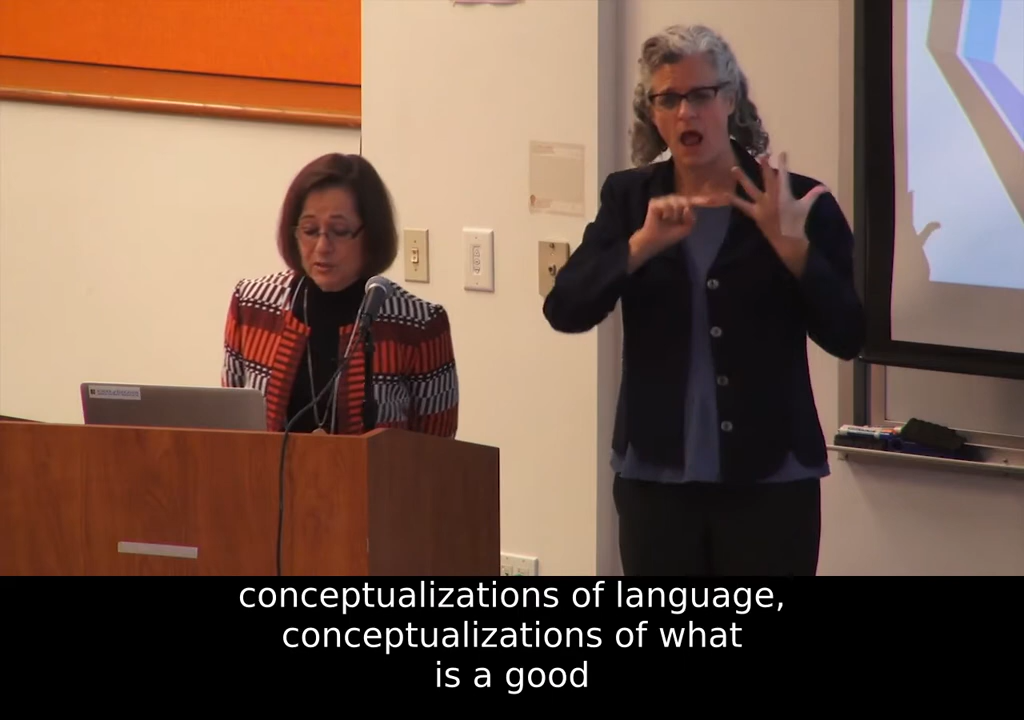 conceptualizations of language,
conceptualizations of what
is a good